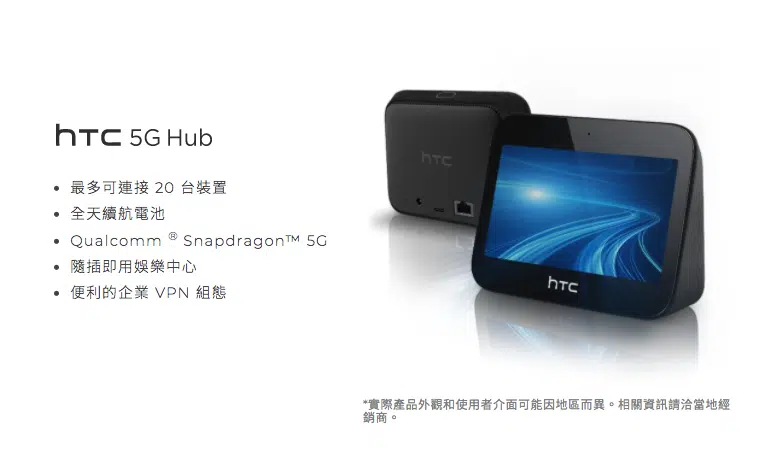 hTC 5G Hub
最多可連接 20 台裝置
全天續航電池
Qualcomm ® Snapdragon™ 5G
隨插即用娛樂中心
便利的企業 VPN 組態
hTC
hTC
*實際產品外觀和使用者介面可能因地區而異。相關資訊請洽當地經
銷商。